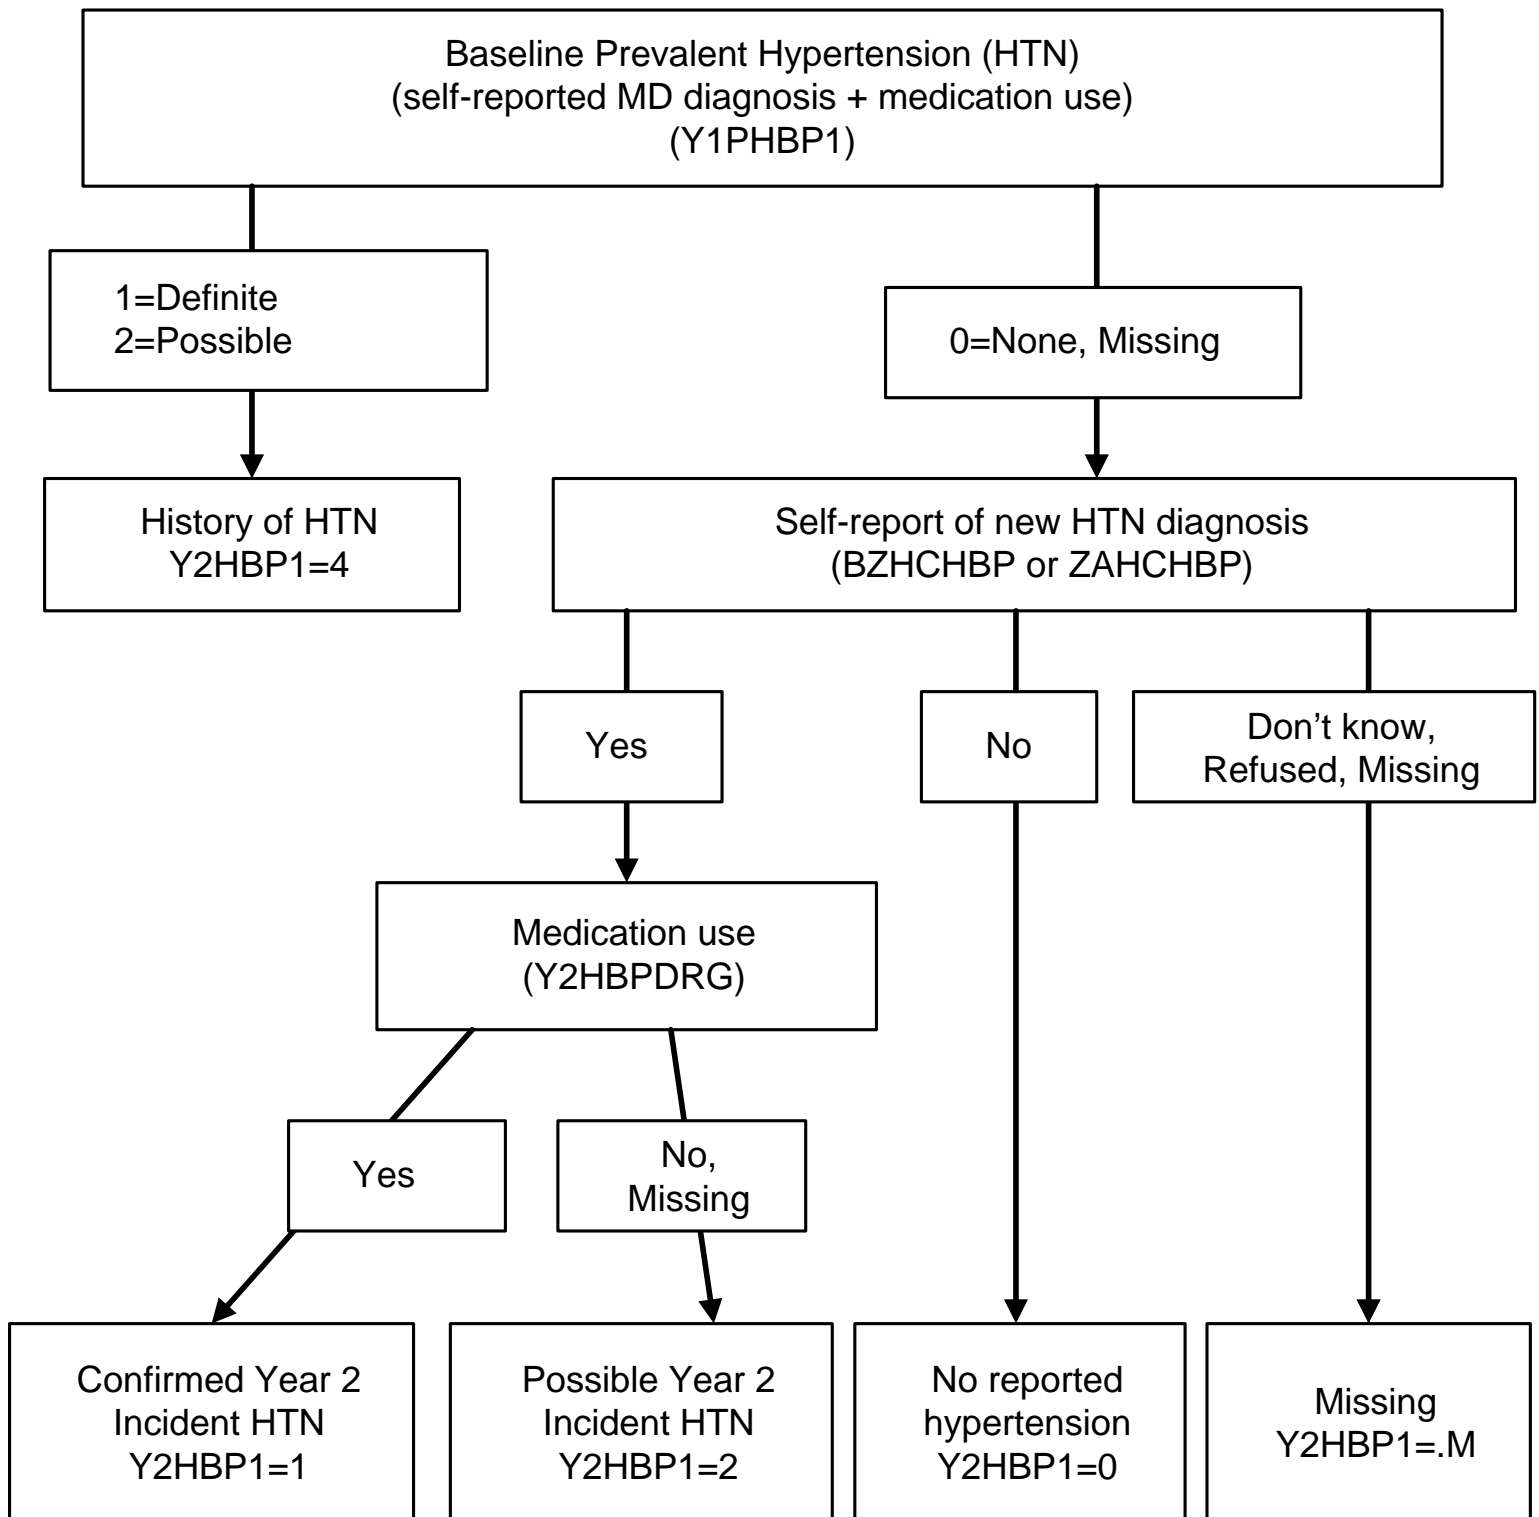 Baseline Prevalent Hypertension (HTN)
(self-reported MD diagnosis + medication use)
(Y1PHBP1)
1=Definite
2=Possible
0=None, Missing
History of HTN
Y2HBP1=4
Self-report of new HTN diagnosis
(BZHCHBP or ZAHCHBP)
Yes
No
Don't know,
Refused, Missing
Medication use
(Y2HBPDRG)
Yes
No,
Missing
Confirmed Year 2
Incident HTN
Y2HBP1=1
Possible Year 2
Incident HTN
Y2HBP1=2
No reported
hypertension
Y2HBP1=0
Missing
Y2HBP1=.M